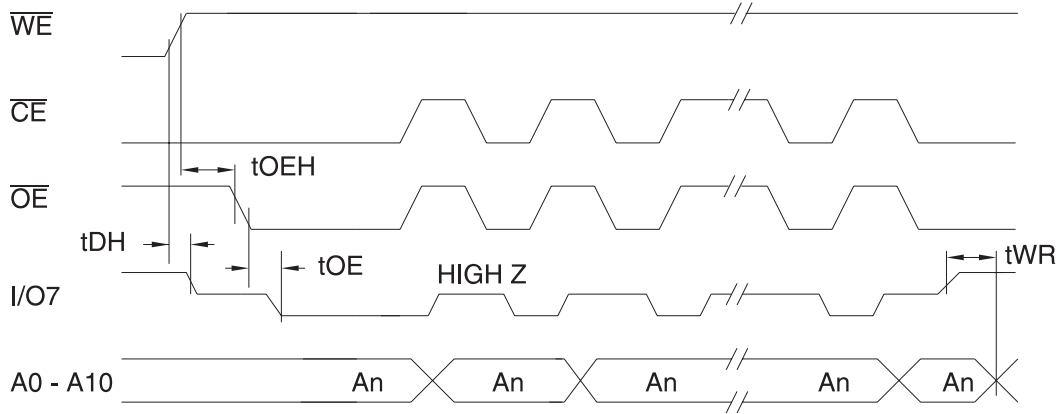 WE
CE
tOEH
OE
tDH
tOE
tWR
HIGH Z
I/O7
A0 - A10 An An An An An